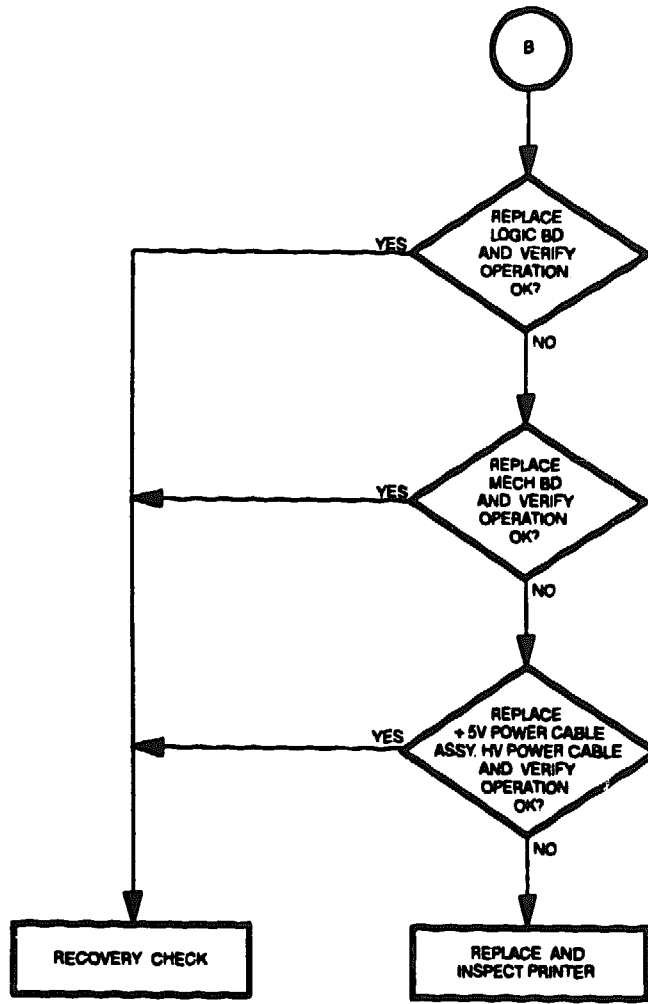 B
REPLACE
LOGIC BD
AND VERIFY
OPERATION
OK?
YES
NO
REPLACE
MECH BD
AND VERIFY
OPERATION
OK?
YES
NO
REPLACE
+ 5V POWER CABLE
ASSY. HV POWER CABLE
AND VERIFY
OPERATION
OK?
YES
NO
RECOVERY CHECK
REPLACE AND
INSPECT PRINTER